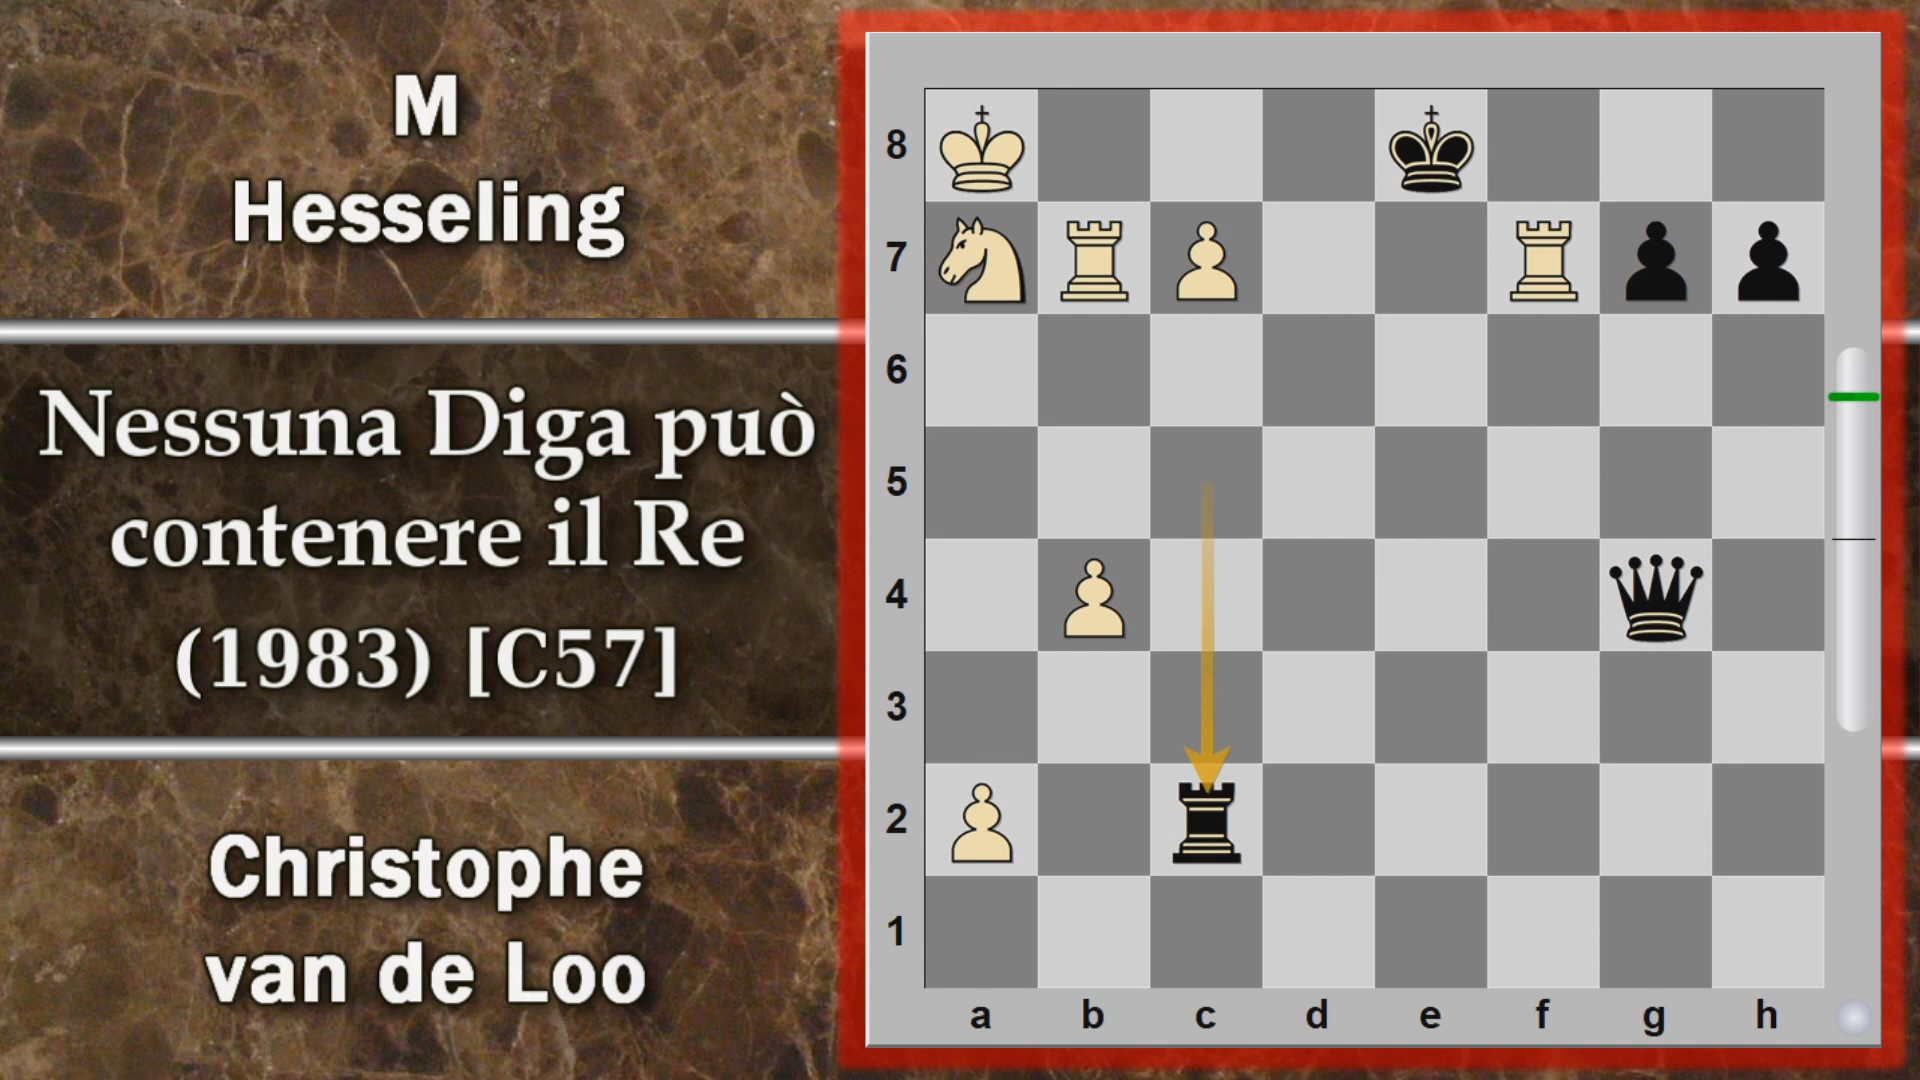 M
Hesseling
Nessuna Diga può
contenere il Re
(1983) [C57]
Christophe
van de Loo
8
7
6
5
4
3
2
1
a b c d e f g h